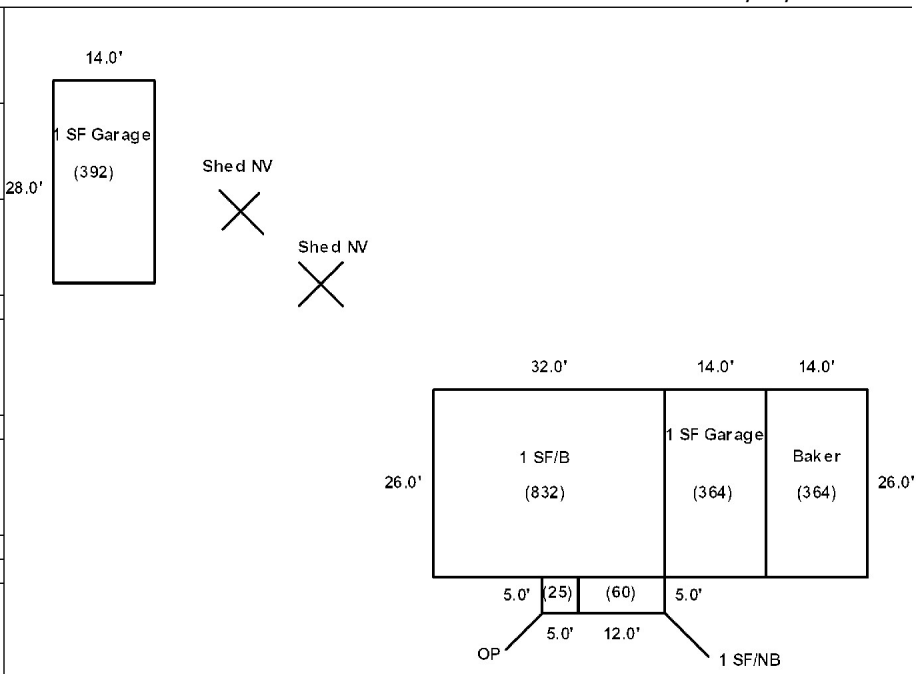 14.0'
1 SF Garage
(392)
28.0'
Shed NV
Shed NV
32.0'
14.0'
14.0'
1 SF/B
(832)
26.0'
1 SF Garage
(364)
Baker
(364)
26.0'
5.0'
(25)
(60)
5.0'
5.0'
12.0'
OP
1 SF/NB